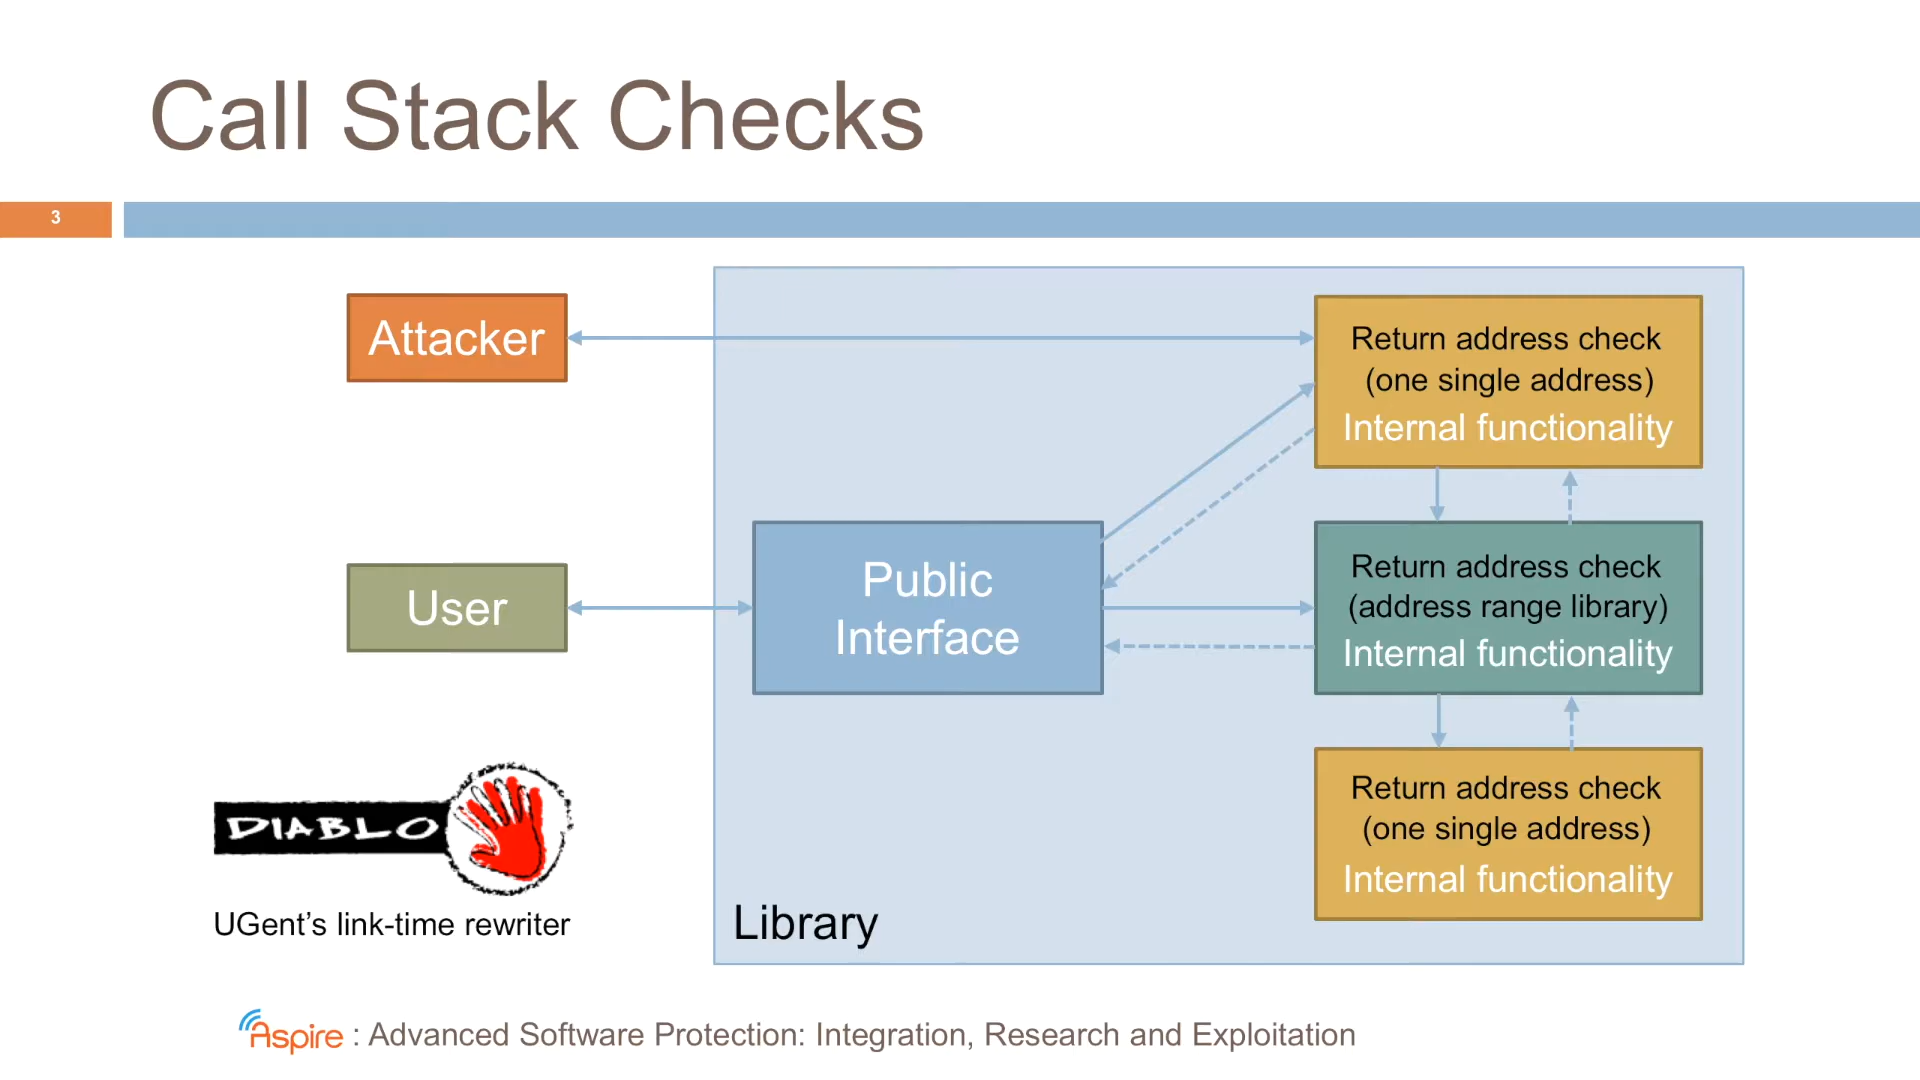 Call Stack Checks
3
Attacker
Return address check
(one single address)
Internal functionality
User
Public
Interface
Return address check
(address range library)
Internal functionality
Return address check
(one single address)
Internal functionality
DIABLO
UGent’s link-time rewriter
Library
Aspire : Advanced Software Protection: Integration, Research and Exploitation